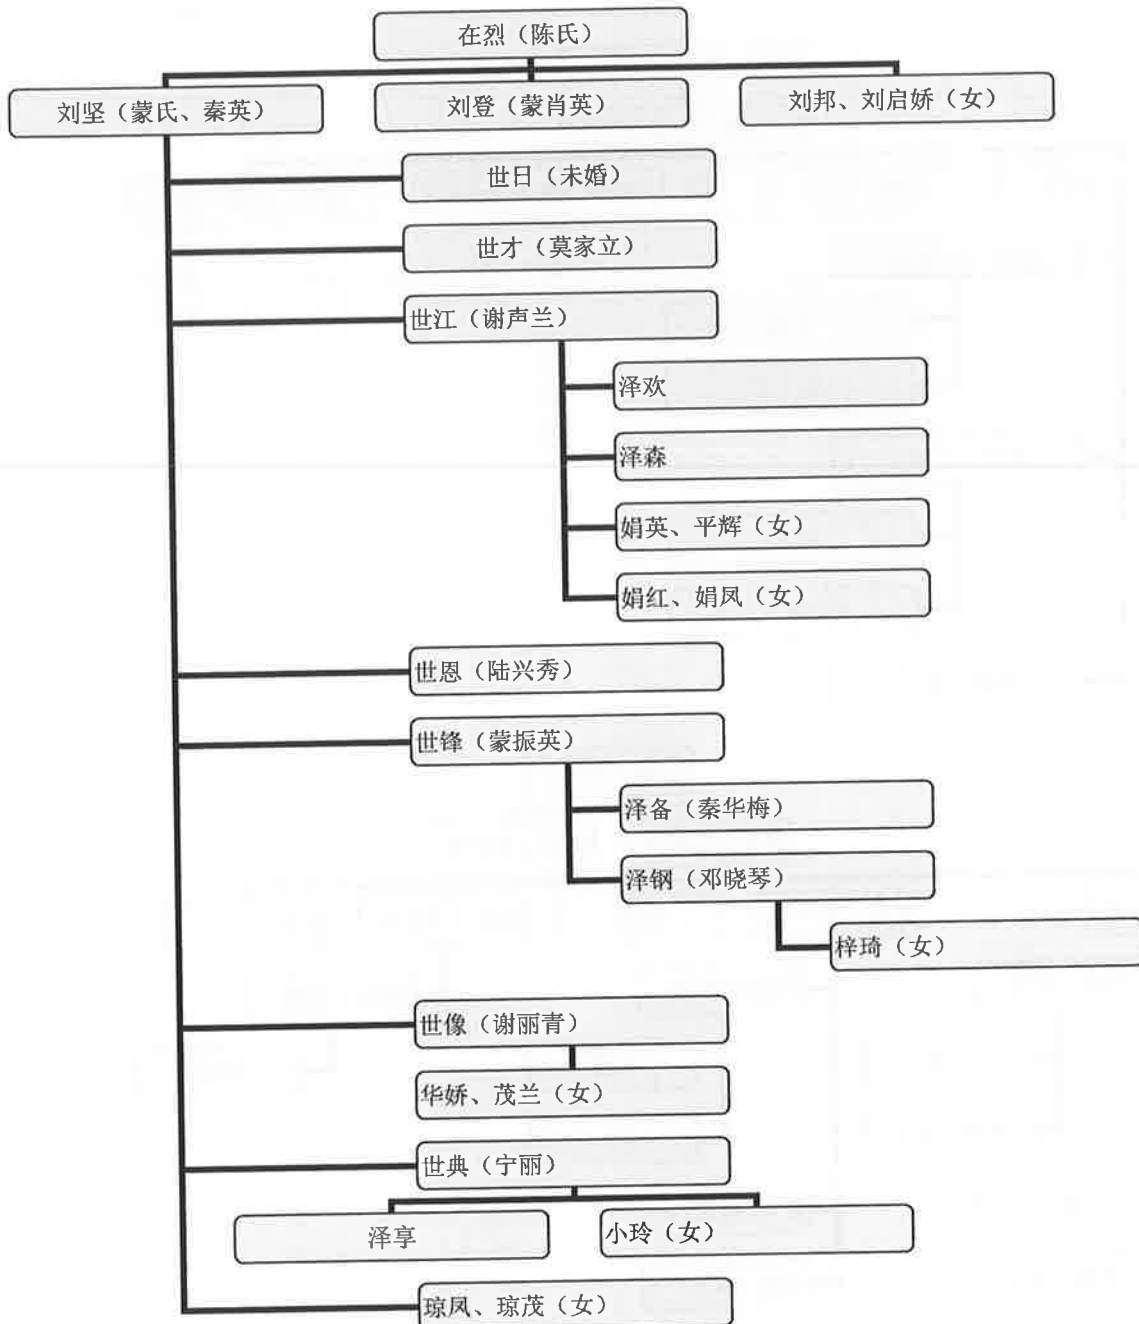 在烈（陈氏）
刘坚（蒙氏、秦英）
刘登（蒙肖英）
刘邦、刘启娇（女）
世日（未婚）
世才（莫家立）
世江（谢声兰）
泽欢
泽森
娟英、平辉（女）
娟红、娟凤（女）
世恩（陆兴秀）
世锋（蒙振英）
泽备（秦华梅）
泽钢（邓晓琴）
梓琦（女）
世像（谢丽青）
华娇、茂兰（女）
世典（宁丽）
泽享
小玲（女）
琼凤、琼茂（女）